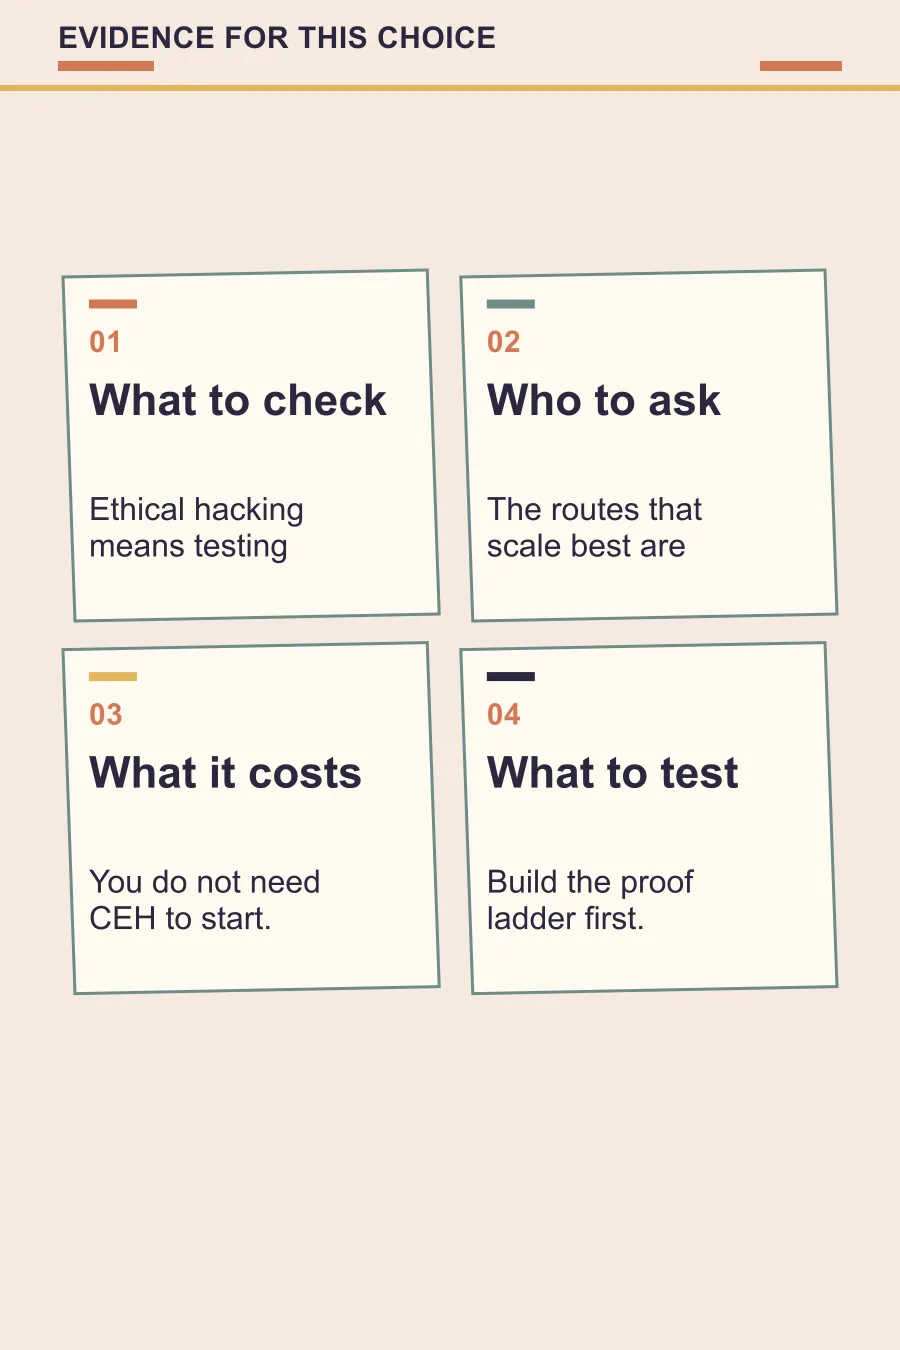 EVIDENCE FOR THIS CHOICE
01
What to check
Ethical hacking
means testing
02
Who to ask
The routes that
scale best are
03
What it costs
You do not need
CEH to start.
04
What to test
Build the proof
ladder first.